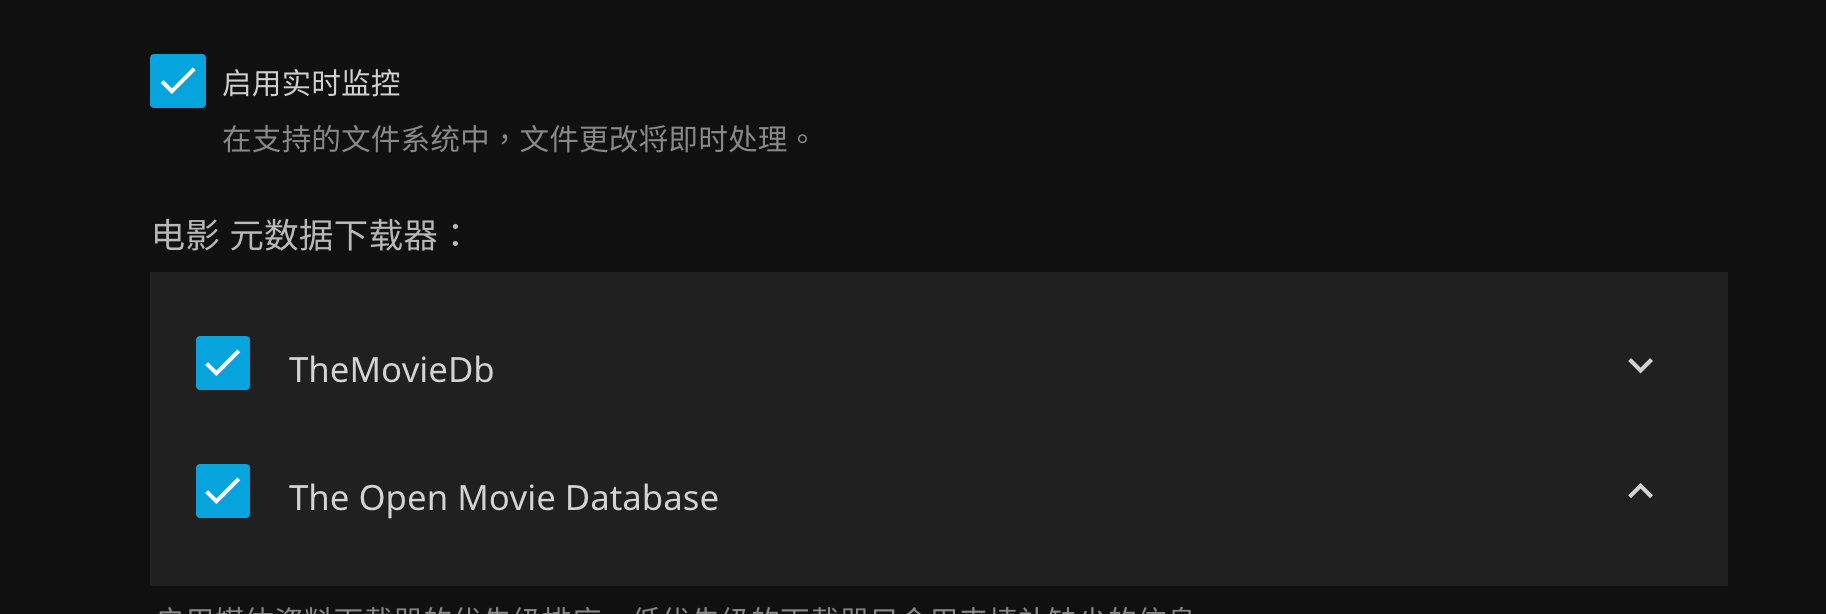 启用实时监控
在支持的文件系统中，文件更改将即时处理。
电影 元数据下载器：
TheMovieDb
The Open Movie Database